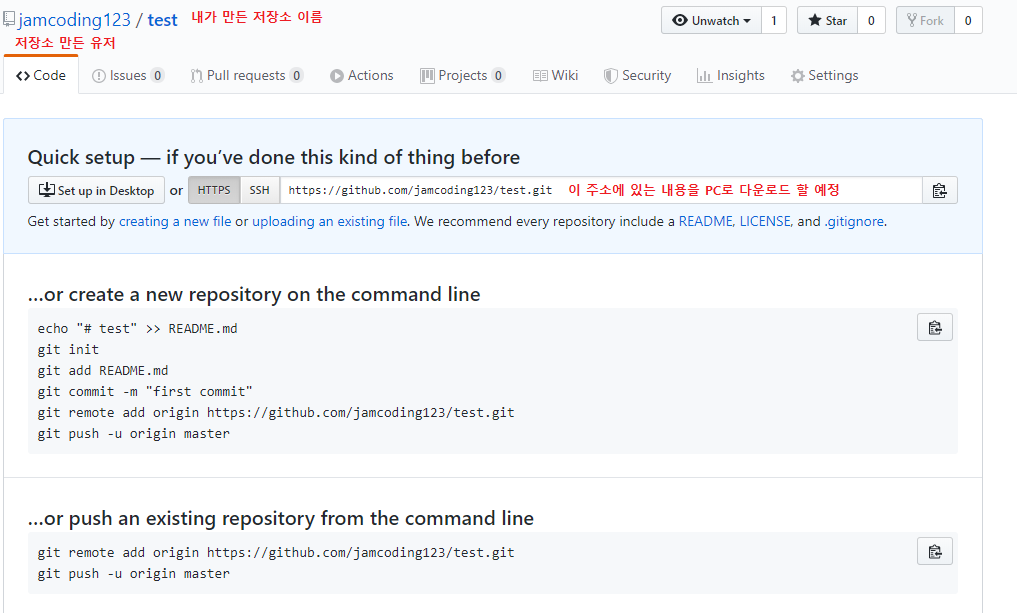 jamcoding123 / test 내가 만든 저장소 이름 Unwatch 1 Star 0 Fork 0
저장소 만든 유저
Code Issues 0 Pull requests 0 Actions Projects 0 Wiki Security Insights Settings
Quick setup — if you’ve done this kind of thing before
Set up in Desktop or HTTPS SSH https://github.com/jamcoding123/test.git 이 주소에 있는 내용을 PC로 다운로드 할 예정
Get started by creating a new file or uploading an existing file. We recommend every repository include a README, LICENSE, and .gitignore.
…or create a new repository on the command line
echo "# test" >> README.md
git init
git add README.md
git commit -m "first commit"
git remote add origin https://github.com/jamcoding123/test.git
git push -u origin master
…or push an existing repository from the command line
git remote add origin https://github.com/jamcoding123/test.git
git push -u origin master